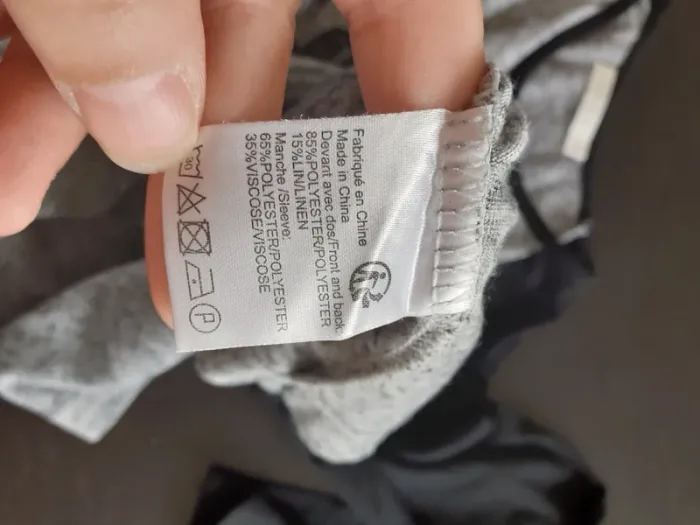 Fabriqué en Chine
Made in China
Devant avec dos/Front and back:
85%POLYESTER/POLYESTER
15%LIN/LINEN
Manche /Sleeve:
65%POLYESTER/POLYESTER
35%VISCOSE/VISCOSE
30
P